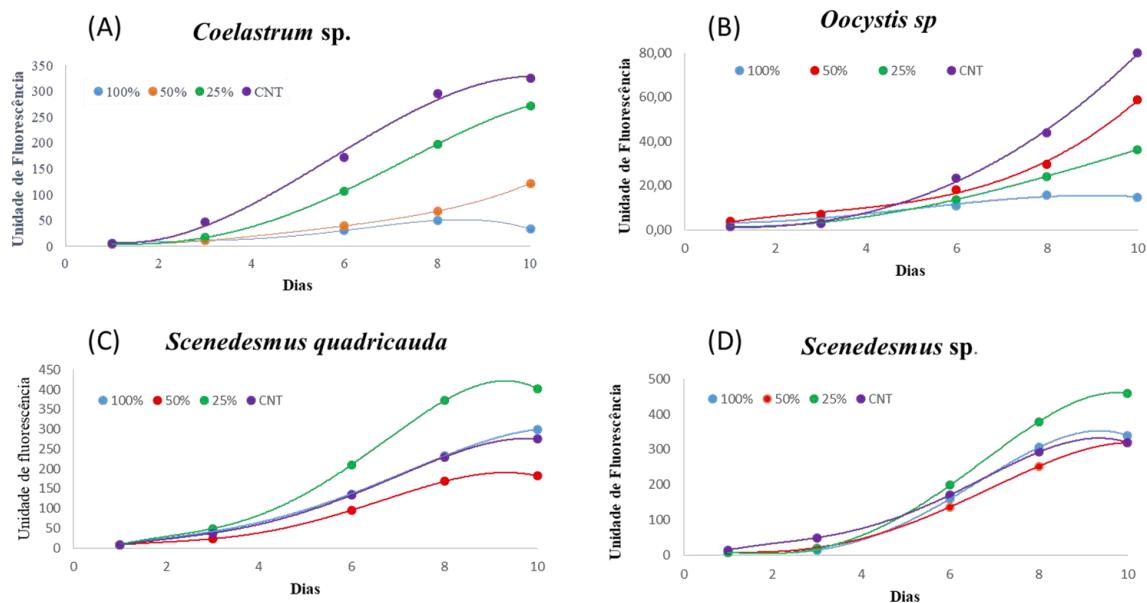 (A)
Coelastrum sp.
Unidade de Fluorescência
350
300
250
200
150
100
50
0
100% 50% 25% CNT
0 2 4 6 8 10
Dias
(B)
Oocystis sp
Unidade de Fluorescência
80,00
60,00
40,00
20,00
0,00
100% 50% 25% CNT
0 2 4 6 8 10
Dias
(C)
Scenedesmus quadricauda
Unidade de fluorescência
450
400
350
300
250
200
150
100
50
0
100% 50% 25% CNT
0 2 4 6 8 10
Dias
(D)
Scenedesmus sp.
Unidade de Fluorescência
500
400
300
200
100
0
100% 50% 25% CNT
0 2 4 6 8 10
Dias